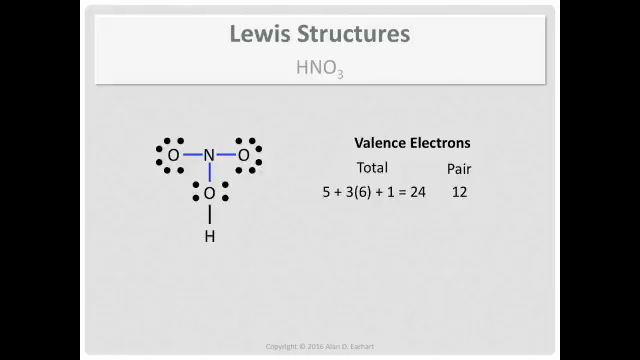 Lewis Structures
HNO₃
Valence Electrons
Total Pair
5 + 3(6) + 1 = 24 12
O N O
O
H
Copyright © 2016 Alan D. Earhart